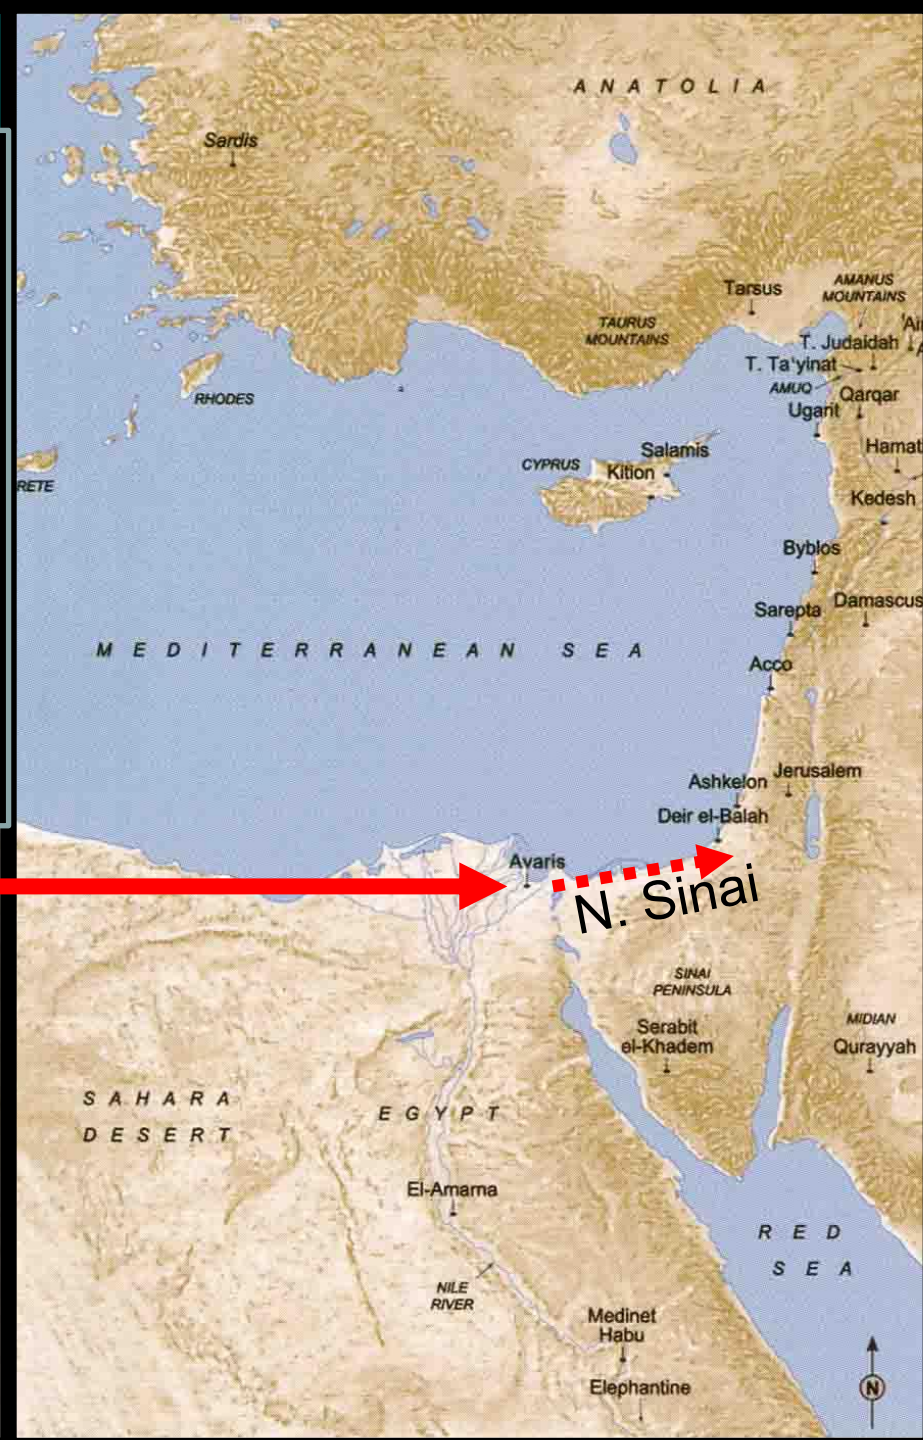 ANATOLIA
Sardis
Tarsus
AMANUS
MOUNTAINS
TAURUS
MOUNTAINS
T. Judaidah
T. Ta'yinat
AMUQ
Qarqar
RHODES
Ugarit
Salamis
CYPRUS
Kition
Hamat
RETE
Kedesh
Byblos
Sarepta
Damascus
MEDITERRANEAN SEA
Acco
Ashkelon
Jerusalem
Deir el-Balah
Avaris
N. Sinai
SINAI
PENINSULA
Serabit
el-Khadem
MIDIAN
Qurayyah
SAHARA
DESERT
EGYPT
El-Amarna
RED
SEA
NILE
RIVER
Medinet
Habu
Elephantine
N